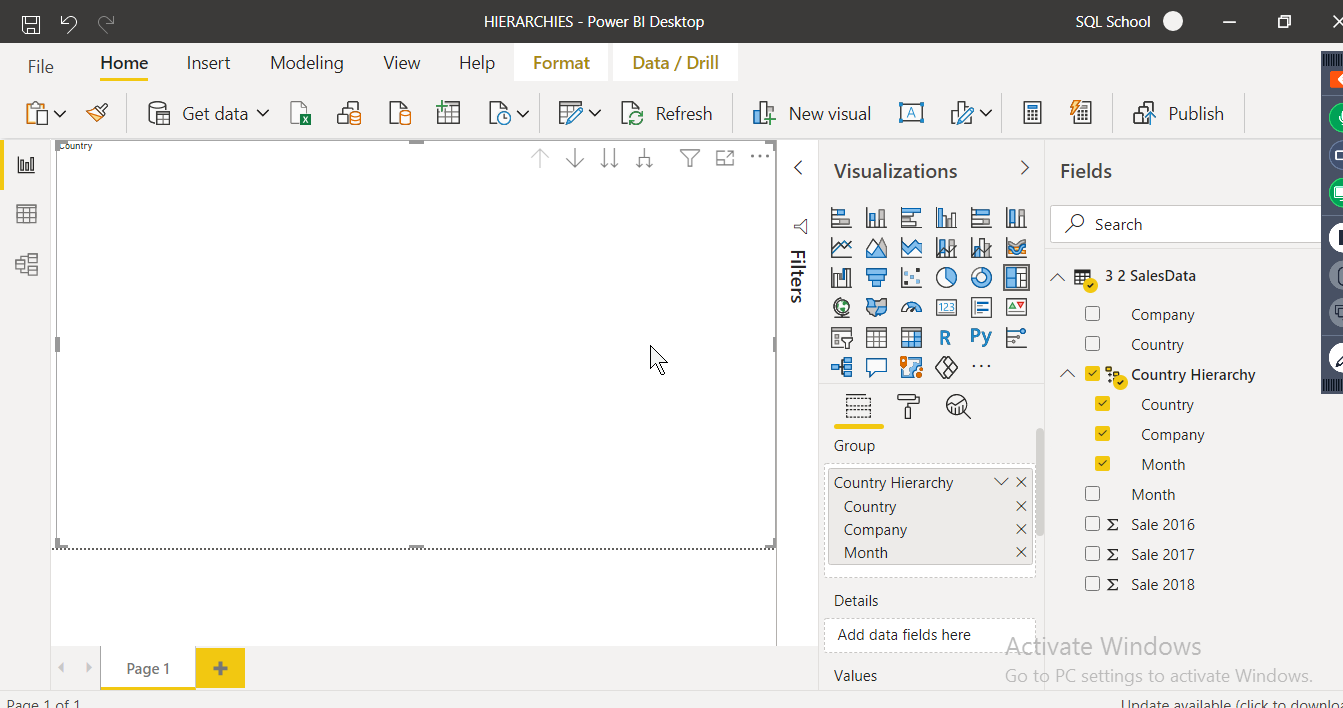 HIERARCHIES - Power BI Desktop
SQL School
File
Home
Insert
Modeling
View
Help
Format
Data / Drill
Get data
Refresh
New visual
Publish
Country
Filters
Visualizations
123
R
Py
Group
Country Hierarchy
Country
Company
Month
Details
Add data fields here
Values
Fields
Search
3 2 SalesData
Company
Country
Country Hierarchy
Country
Company
Month
Month
Σ Sale 2016
Σ Sale 2017
Σ Sale 2018
Activate Windows
Go to PC settings to activate Windows.
Page 1
Page 1 of 1
Update available (click to downlo